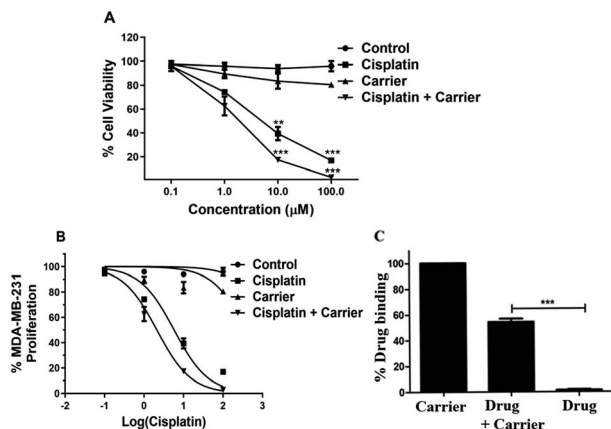 A
% Cell Viability
100
80
60
40
20
0.1 1.0 10.0 100.0
Concentration (μM)
Control
Cisplatin
Carrier
Cisplatin + Carrier
**
***
***
***
B
% MDA-MB-231
Proliferation
100
80
60
40
20
0
-2 -1 0 1 2 3
Log(Cisplatin)
Control
Cisplatin
Carrier
Cisplatin + Carrier
C
% Drug binding
100
80
60
40
20
0
***
Carrier Drug Drug
+ Carrier